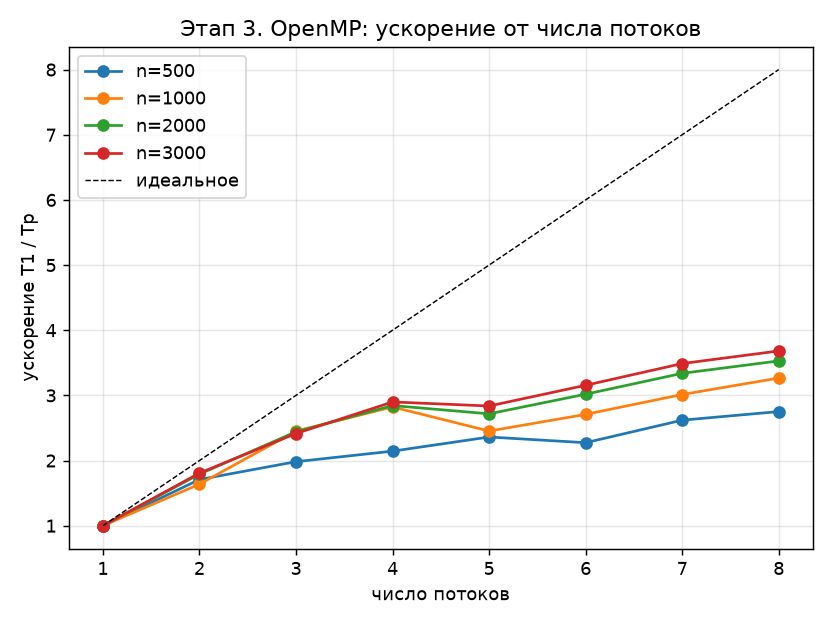 Этап 3. OpenMP: ускорение от числа потоков
n=500
n=1000
n=2000
n=3000
идеальное
ускорение T1 / Tp
8
7
6
5
4
3
2
1
1 2 3 4 5 6 7 8
число потоков